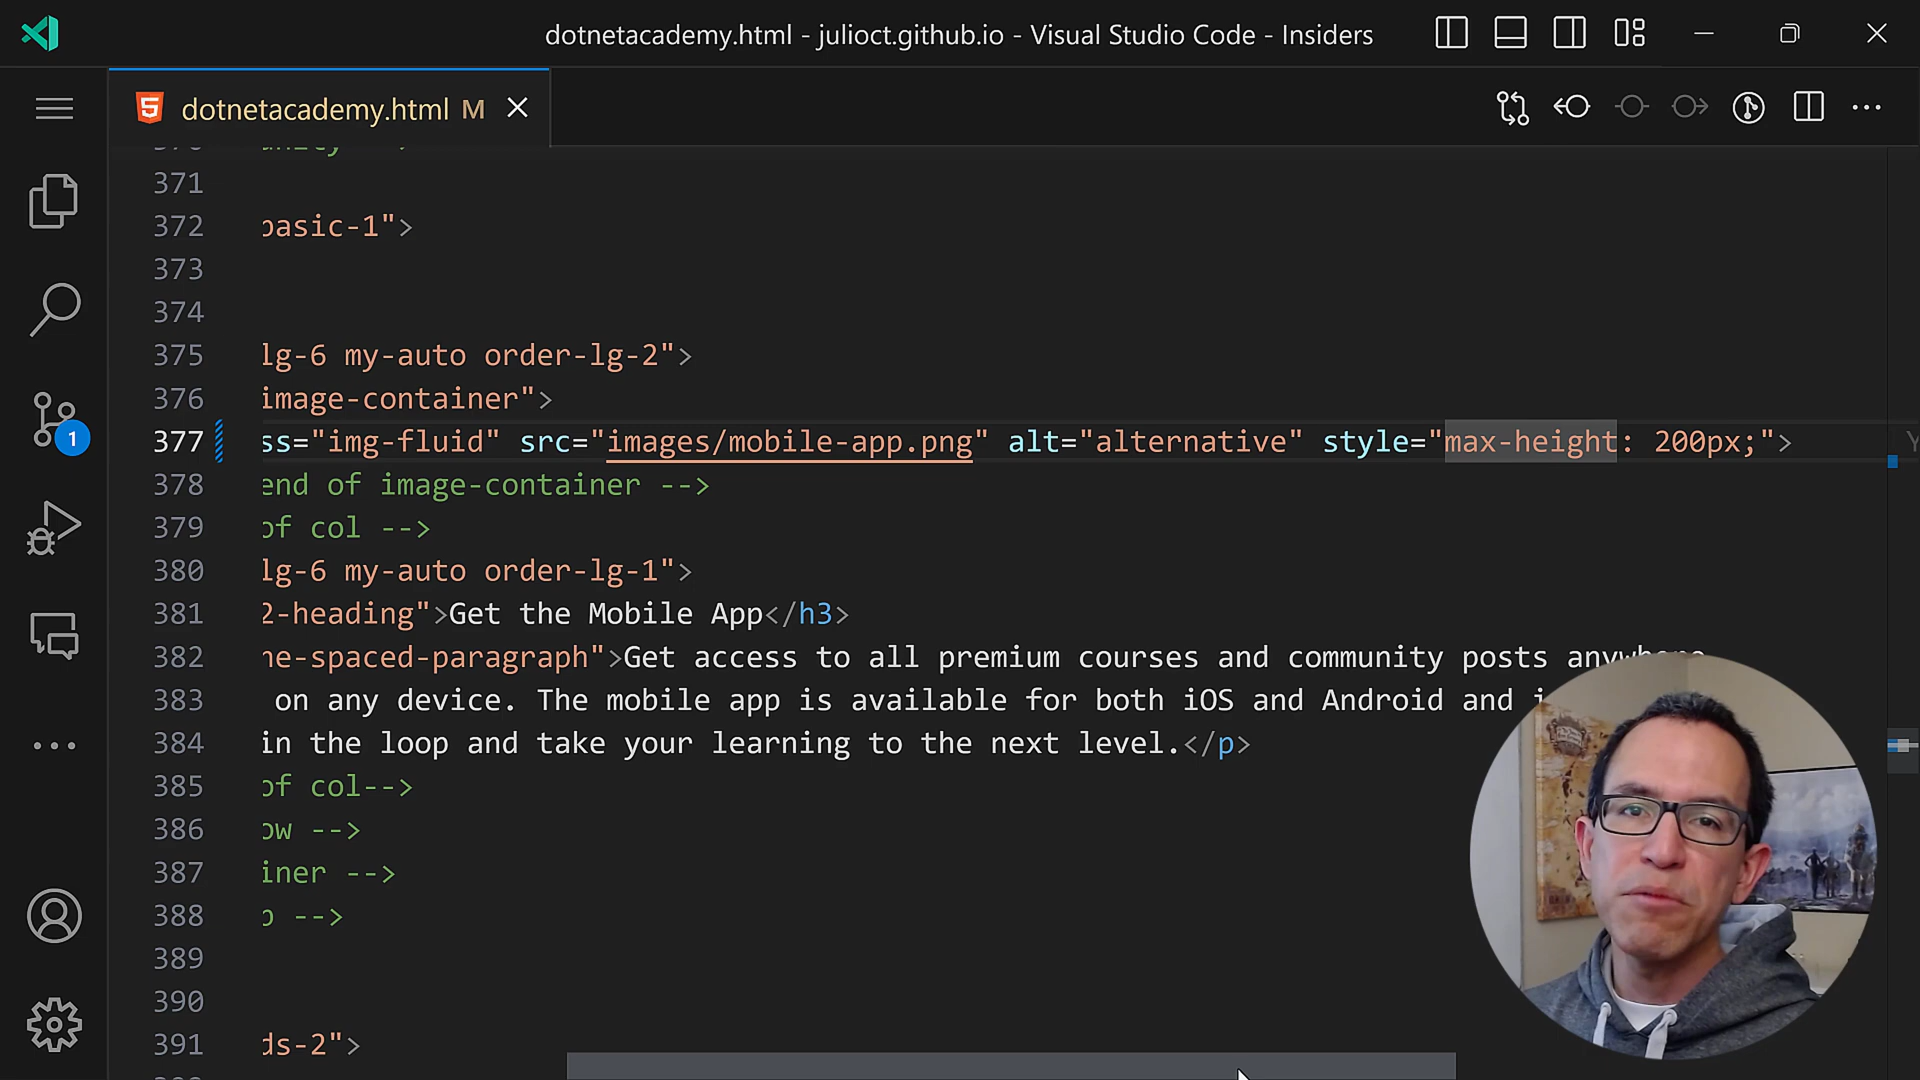 dotnetacademy.html - julioct.github.io - Visual Studio Code - Insiders
dotnetacademy.html M
371
372 basic-1">
373
374
375 lg-6 my-auto order-lg-2">
376 image-container">
377 ss="img-fluid" src="images/mobile-app.png" alt="alternative" style="max-height: 200px;">
378 end of image-container -->
379 of col -->
380 lg-6 my-auto order-lg-1">
381 2-heading">Get the Mobile App</h3>
382 ne-spaced-paragraph">Get access to all premium courses and community posts anywhere
383 on any device. The mobile app is available for both iOS and Android and
384 in the loop and take your learning to the next level.</p>
385 of col-->
386 ow -->
387 iner -->
388 p -->
389
390
391 ds-2">
1